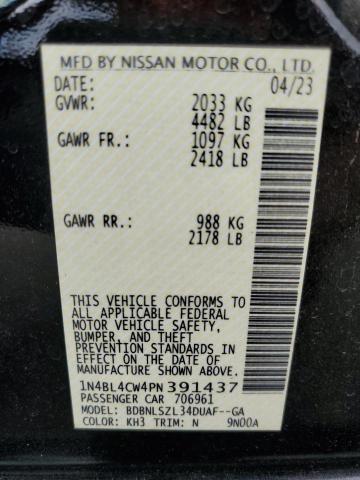 MFD BY NISSAN MOTOR CO., LTD.
DATE: 04/23
GVWR: 2033 KG
4482 LB
GAWR FR.: 1097 KG
2418 LB
GAWR RR.: 988 KG
2178 LB
THIS VEHICLE CONFORMS TO
ALL APPLICABLE FEDERAL
MOTOR VEHICLE SAFETY,
BUMPER, AND THEFT
PREVENTION STANDARDS IN
EFFECT ON THE DATE OF
MANUFACTURE SHOWN ABOVE.
1N4BL4CW4PN391437
PASSENGER CAR 706961
MODEL: BDBNLSZL34DUAF--GA
COLOR: KH3 TRIM: N 9N00A